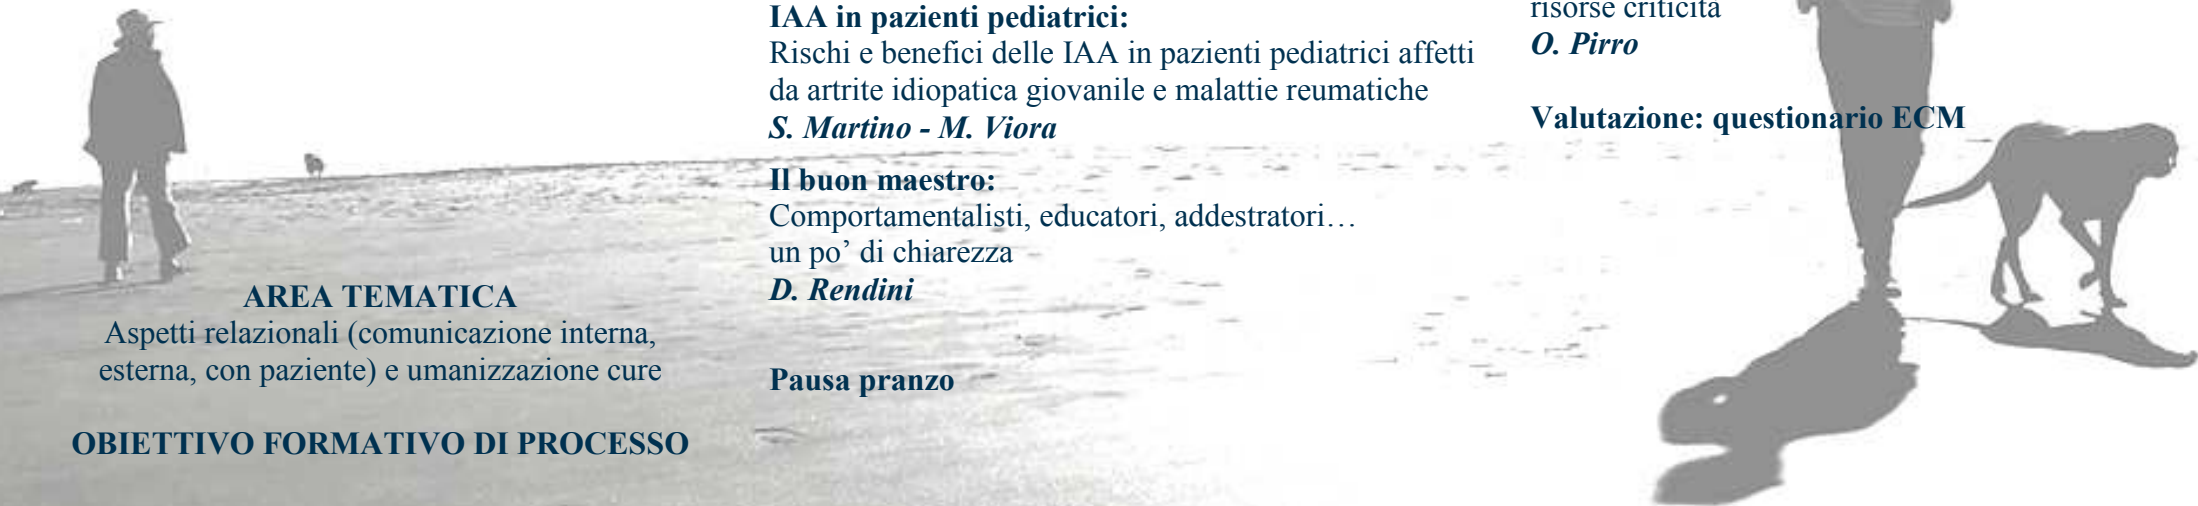 AREA TEMATICA
Aspetti relazionali (comunicazione interna,
esterna, con paziente) e umanizzazione cure
OBIETTIVO FORMATIVO DI PROCESSO
IAA in pazienti pediatrici:
Rischi e benefici delle IAA in pazienti pediatrici affetti
da artrite idiopatica giovanile e malattie reumatiche
S. Martino - M. Viora
Il buon maestro:
Comportamentalisti, educatori, addestratori…
un po’ di chiarezza
D. Rendini
Pausa pranzo
risorse criticità
O. Pirro
Valutazione: questionario ECM